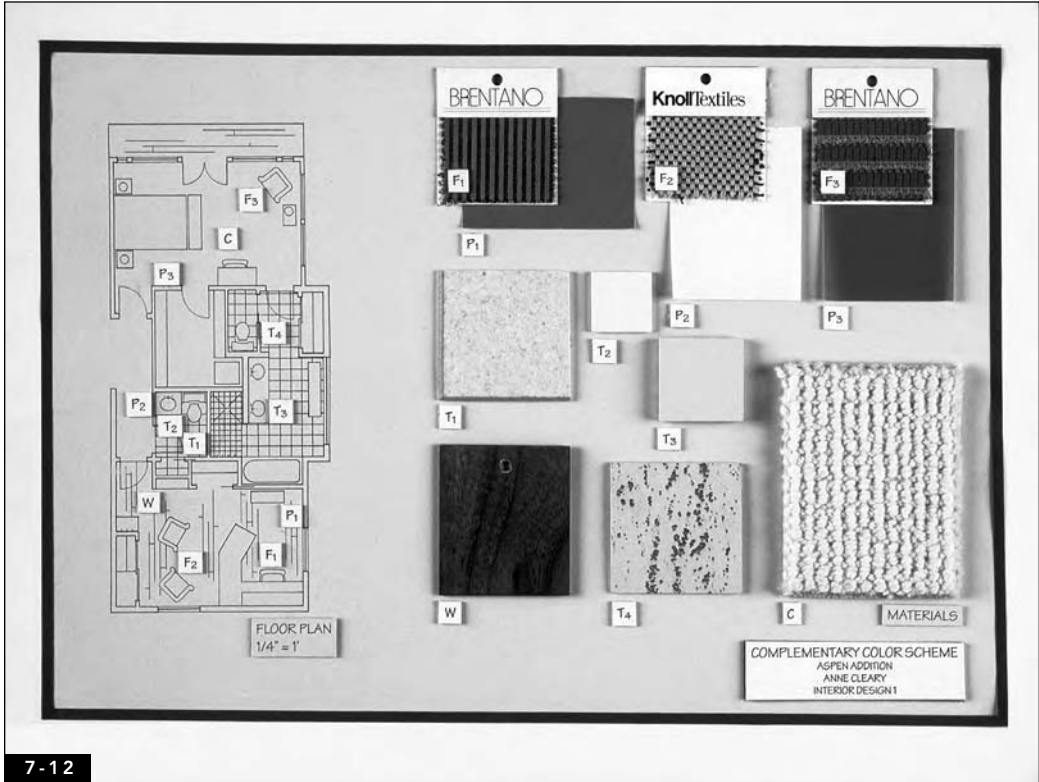 BRENTANO
KnollTextiles
BRENTANO
F1
F2
F3
P1
P2
P3
T1
T2
T3
W
T4
C
MATERIALS
F3
C
P3
T4
P2
T2
T3
T1
W
P1
F2
F1
FLOOR PLAN
1/4" = 1'
COMPLEMENTARY COLOR SCHEME
ASPEN ADDITION
ANNE CLEARY
INTERIOR DESIGN 1
7-12